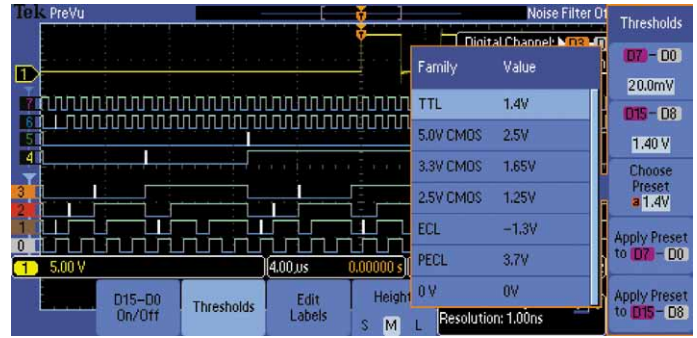 Tek PreVu
Noise Filter Of
Thresholds
Digital Channel: D3
D7 - D0
20.0mV
D15 - D8
1.40 V
Choose
Preset
a 1.4V
Apply Preset
to D7 - D0
Apply Preset
to D15 - D8
Family Value
TTL 1.4V
5.0V CMOS 2.5V
3.3V CMOS 1.65V
2.5V CMOS 1.25V
ECL −1.3V
PECL 3.7V
0 V 0V
1
7
6
5
4
3
2
1
0
1 5.00 V
4.00µs
0.00000 s
D15–D0
On/Off
Thresholds
Edit
Labels
Height
S M L
Resolution: 1.00ns